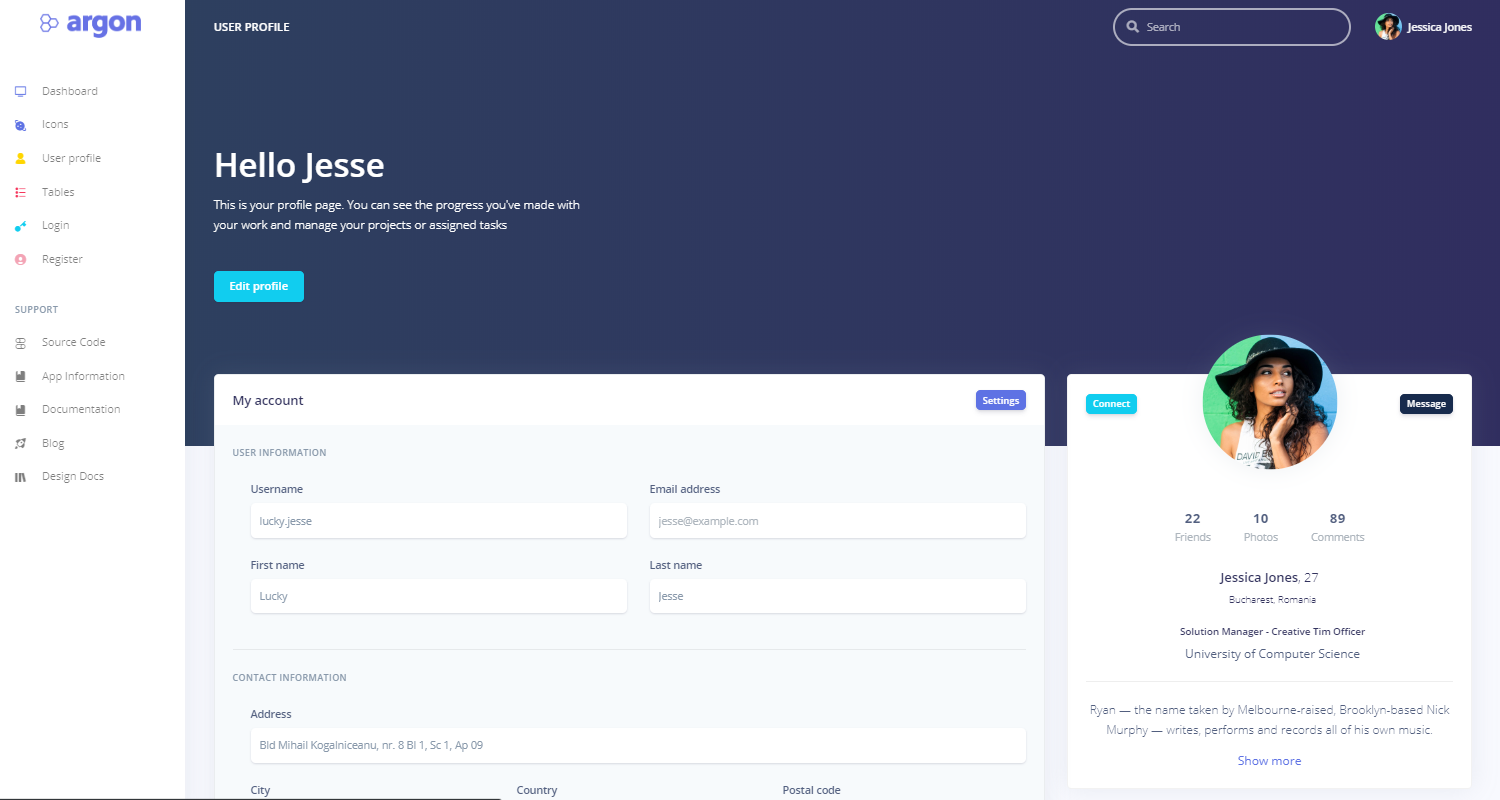 argon
USER PROFILE
Search
Jessica Jones
Dashboard
Icons
User profile
Tables
Login
Register
SUPPORT
Source Code
App Information
Documentation
Blog
Design Docs
Hello Jesse
This is your profile page. You can see the progress you've made with
your work and manage your projects or assigned tasks
Edit profile
My account
Settings
USER INFORMATION
Username
Email address
lucky.jesse
jesse@example.com
First name
Last name
Lucky
Jesse
CONTACT INFORMATION
Address
Bld Mihail Kogalniceanu, nr. 8 Bl 1, Sc 1, Ap 09
City
Country
Postal code
Connect
Message
22
10
89
Friends
Photos
Comments
Jessica Jones, 27
Bucharest, Romania
Solution Manager - Creative Tim Officer
University of Computer Science
Ryan — the name taken by Melbourne-raised, Brooklyn-based Nick
Murphy — writes, performs and records all of his own music.
Show more